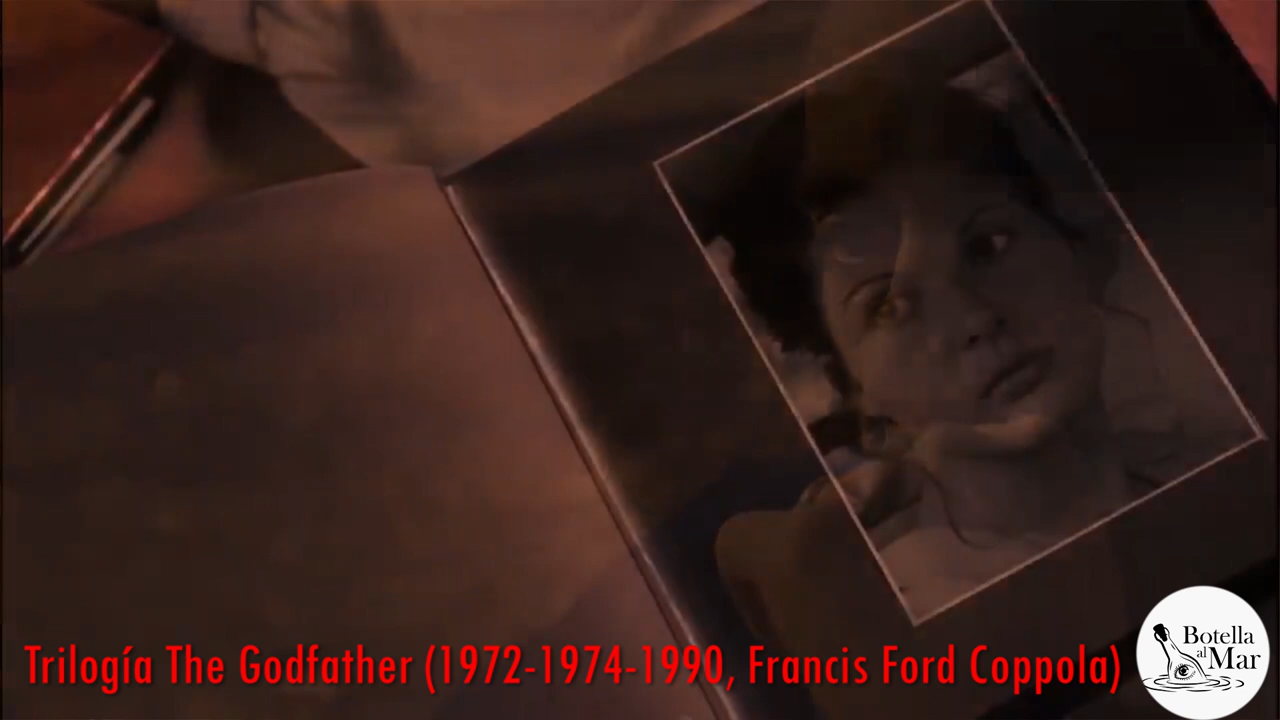 Trilogía The Godfather (1972-1974-1990, Francis Ford Coppola)
Botella
al Mar